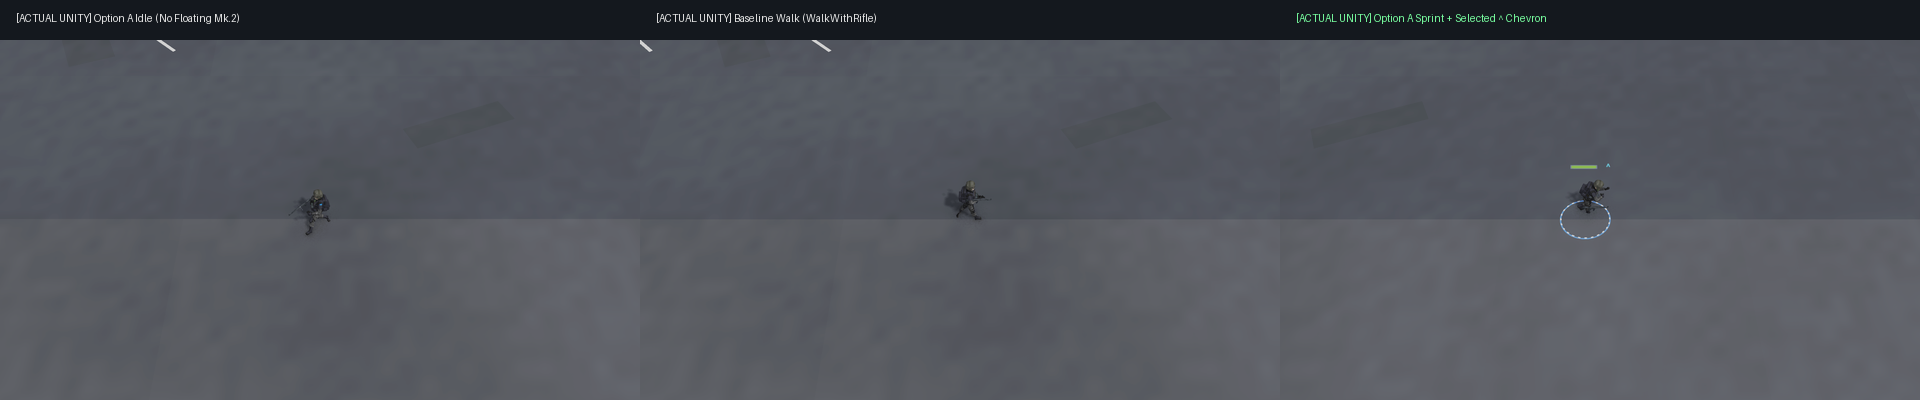 [ACTUAL UNITY] Option A Idle (No Floating Mk.2)
[ACTUAL UNITY] Baseline Walk (WalkWithRifle)
[ACTUAL UNITY] Option A Sprint + Selected ^ Chevron
^